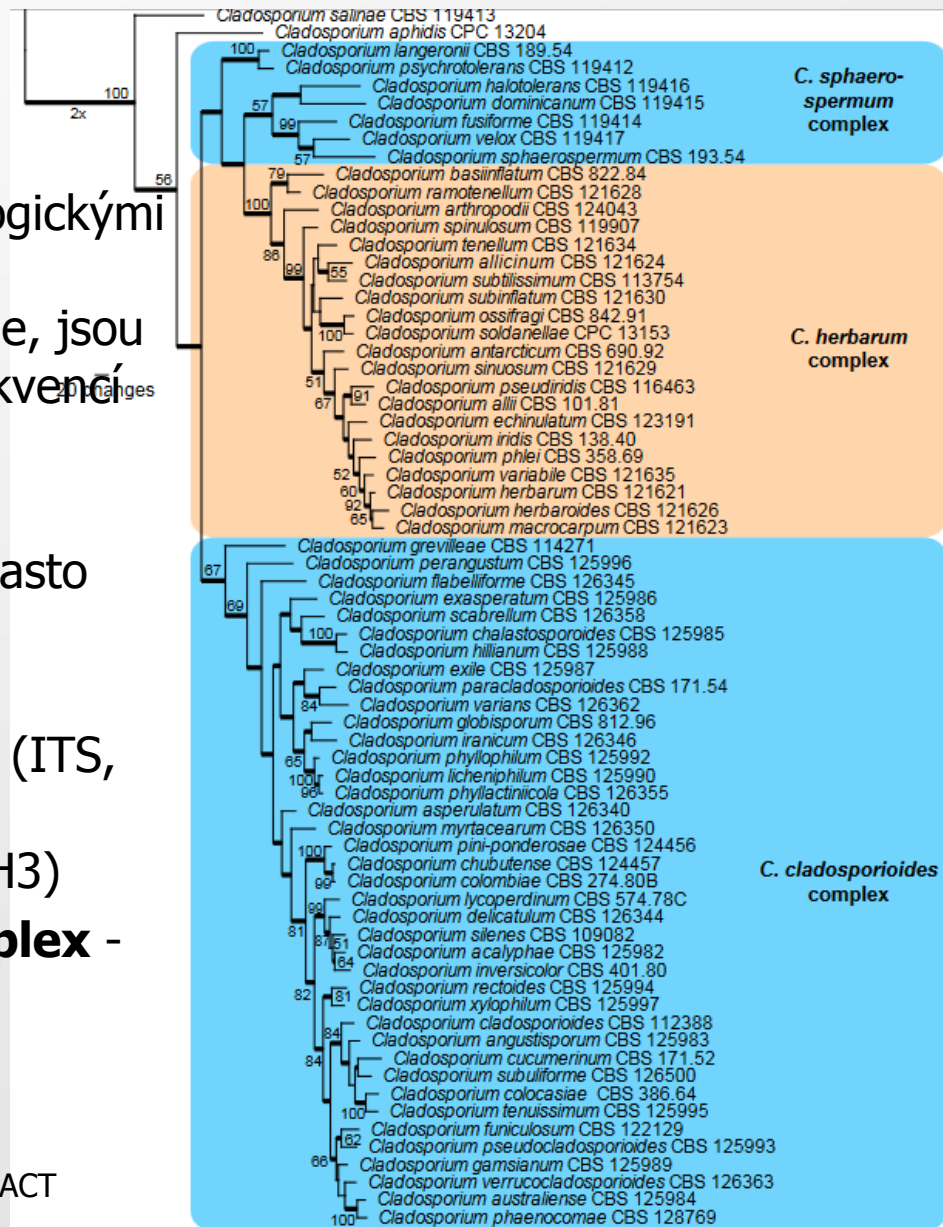 Cladosporium salinae CBS 119413
Cladosporium aphidis CPC 13204
100
2x
56
20 changes
ogickými
e, jsou
kvencí
asto
(ITS,
H3)
plex -
ACT
C. sphaero-
spermum
complex
100
Cladosporium langeronii CBS 189.54
Cladosporium psychrotolerans CBS 119412
Cladosporium halotolerans CBS 119416
57
Cladosporium dominicanum CBS 119415
Cladosporium fusiforme CBS 119414
99
Cladosporium velox CBS 119417
57
Cladosporium sphaerospermum CBS 193.54
C. herbarum
complex
79
Cladosporium basiinflatum CBS 822.84
Cladosporium ramotenellum CBS 121628
100
Cladosporium arthropodii CBS 124043
Cladosporium spinulosum CBS 119907
86
Cladosporium tenellum CBS 121634
99
Cladosporium allicinum CBS 121624
55
Cladosporium subtilissimum CBS 113754
Cladosporium subinflatum CBS 121630
Cladosporium ossifragi CBS 842.91
100
Cladosporium soldanellae CPC 13153
Cladosporium antarcticum CBS 690.92
Cladosporium sinuosum CBS 121629
51
Cladosporium pseudiridis CBS 116463
67
91
Cladosporium allii CBS 101.81
Cladosporium echinulatum CBS 123191
Cladosporium iridis CBS 138.40
Cladosporium phlei CBS 358.69
52
Cladosporium variabile CBS 121635
60
Cladosporium herbarum CBS 121621
92
Cladosporium herbaroides CBS 121626
65
Cladosporium macrocarpum CBS 121623
C. cladosporioides
complex
Cladosporium grevilleae CBS 114271
67
Cladosporium perangustum CBS 125996
69
Cladosporium flabelliforme CBS 126345
Cladosporium exasperatum CBS 125986
Cladosporium scabrellum CBS 126358
100
Cladosporium chalastosporoides CBS 125985
Cladosporium hillianum CBS 125988
Cladosporium exile CBS 125987
Cladosporium paracladosporioides CBS 171.54
84
Cladosporium varians CBS 126362
Cladosporium globisporum CBS 812.96
Cladosporium iranicum CBS 126346
65
Cladosporium phyllophilum CBS 125992
100
Cladosporium licheniphilum CBS 125990
96
Cladosporium phyllactiniicola CBS 126355
Cladosporium asperulatum CBS 126340
Cladosporium myrtacearum CBS 126350
100
Cladosporium pini-ponderosae CBS 124456
Cladosporium chubutense CBS 124457
99
Cladosporium colombiae CBS 274.80B
99
Cladosporium lycoperdinum CBS 574.78C
81
Cladosporium delicatulum CBS 126344
87
51
Cladosporium silenes CBS 109082
Cladosporium acalyphae CBS 125982
64
Cladosporium inversicolor CBS 401.80
82
81
Cladosporium rectoides CBS 125994
Cladosporium xylophilum CBS 125997
84
Cladosporium cladosporioides CBS 112388
Cladosporium angustisporum CBS 125983
84
Cladosporium cucumerinum CBS 171.52
Cladosporium subuliforme CBS 126500
Cladosporium colocasiae CBS 386.64
100
Cladosporium tenuissimum CBS 125995
Cladosporium funiculosum CBS 122129
62
Cladosporium pseudocladosporioides CBS 125993
66
Cladosporium gamsianum CBS 125989
Cladosporium verrucocladosporioides CBS 126363
Cladosporium australiense CBS 125984
100
Cladosporium phaenocomae CBS 128769